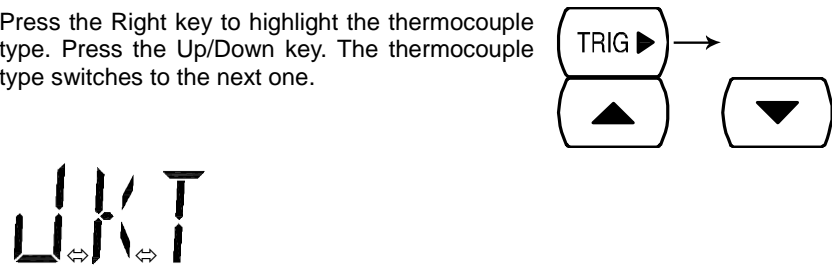 Press the Right key to highlight the thermocouple
type. Press the Up/Down key. The thermocouple
type switches to the next one.
TRIG ▶ →
▲ ▼
J ⇔ K ⇔ T